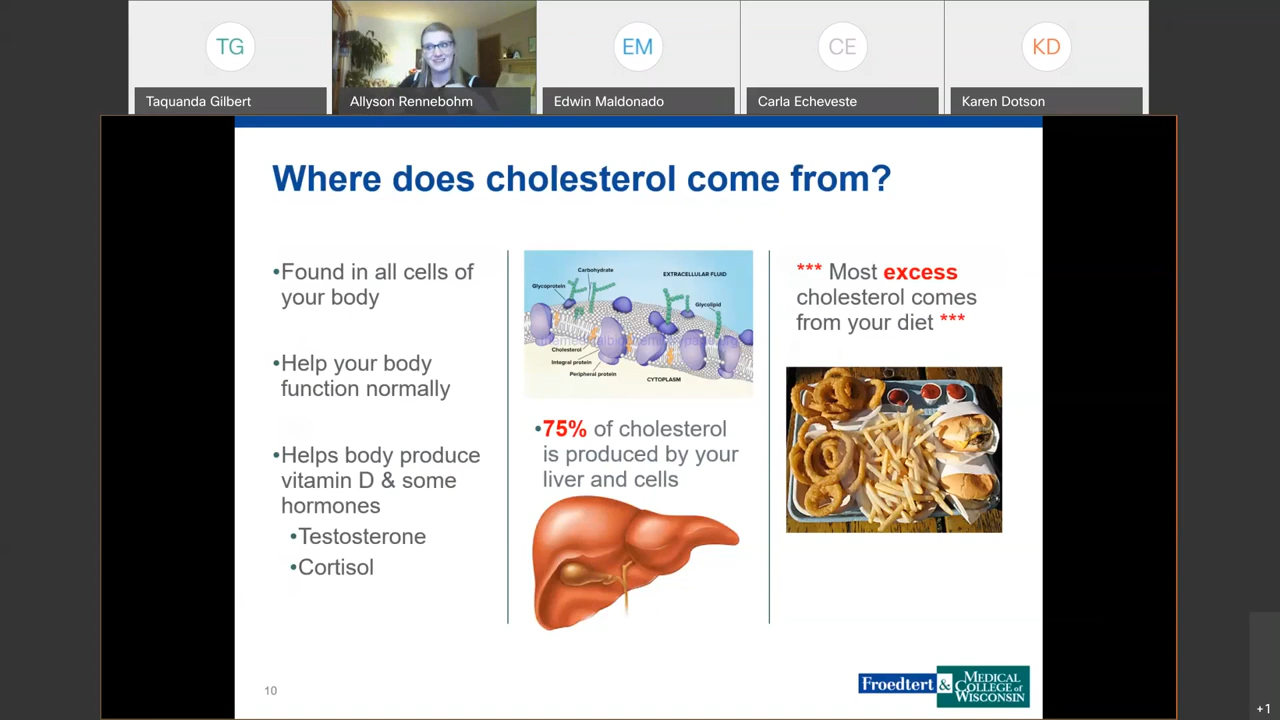 TG
EM
CE
KD
Taquanda Gilbert
Allyson Rennebohm
Edwin Maldonado
Carla Echeveste
Karen Dotson
Where does cholesterol come from?
•Found in all cells of
your body
•Help your body
function normally
•Helps body produce
vitamin D & some
hormones
•Testosterone
•Cortisol
Carbohydrate
EXTRACELLULAR FLUID
Glycoprotein
Glycolipid
Cholesterol
Integral protein
Peripheral protein
CYTOPLASM
•75% of cholesterol
is produced by your
liver and cells
*** Most excess
cholesterol comes
from your diet ***
10
Froedtert &
MEDICAL
COLLEGE of
WISCONSIN
+1